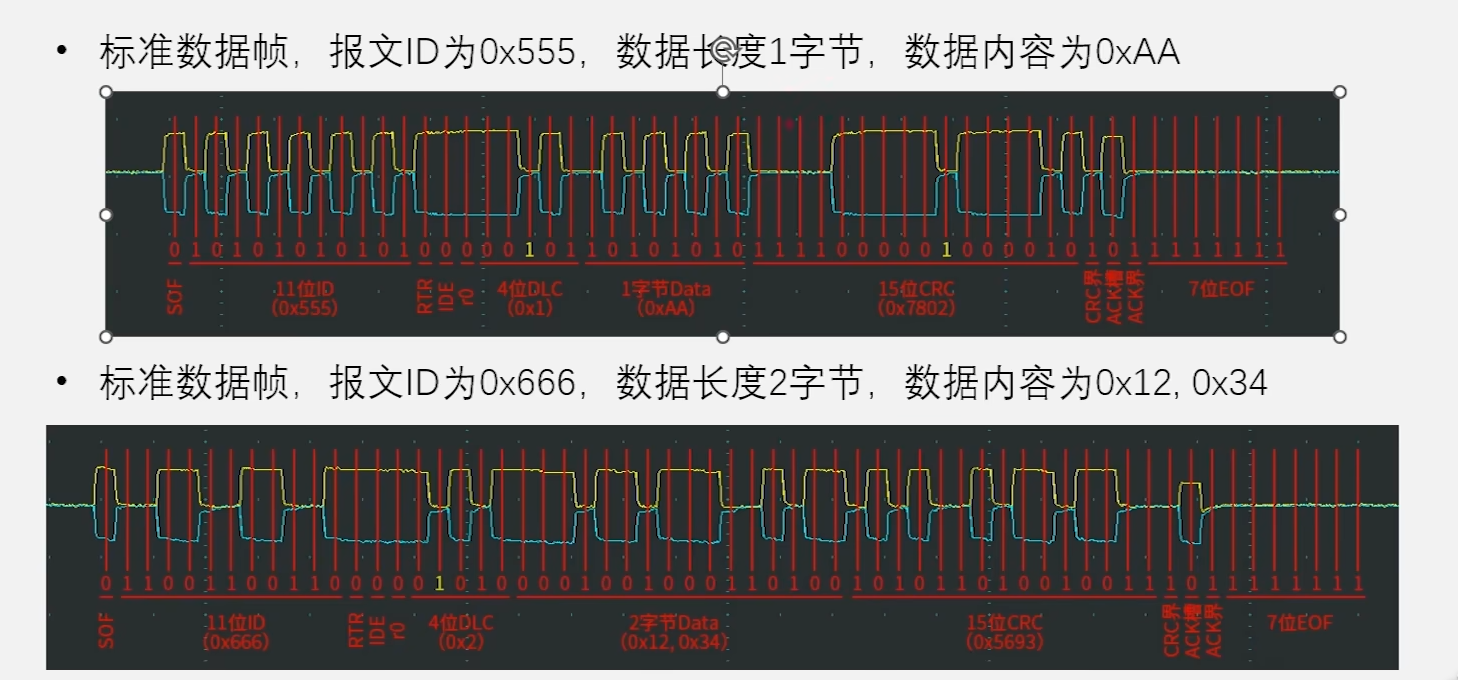 • 标准数据帧，报文ID为0x555，数据长度1字节，数据内容为0xAA
0 1 0 1 0 1 0 1 0 1 0 1 0 0 0 0 0 1 0 1 1 0 1 0 1 0 1 0 1 1 1 1 0 0 0 0 0 1 0 0 0 0 1 0 1 0 1 1 1 1 1 1 1 1
SOF 11位ID RTR IDE r0 4位DLC 1字节Data 15位CRC CRC界 ACK槽 ACK界 7位EOF
(0x555) (0x1) (0xAA) (0x7802)
• 标准数据帧，报文ID为0x666，数据长度2字节，数据内容为0x12, 0x34
0 1 1 0 0 1 1 0 0 1 1 0 0 0 0 0 1 0 1 0 0 0 0 1 0 0 1 0 0 0 1 1 0 1 0 0 1 0 1 0 1 1 0 1 0 0 1 0 0 1 1 1 0 1 1 1 1 1 1 1 1
SOF 11位ID RTR IDE r0 4位DLC 2字节Data 15位CRC CRC界 ACK槽 ACK界 7位EOF
(0x666) (0x2) (0x12, 0x34) (0x5693)